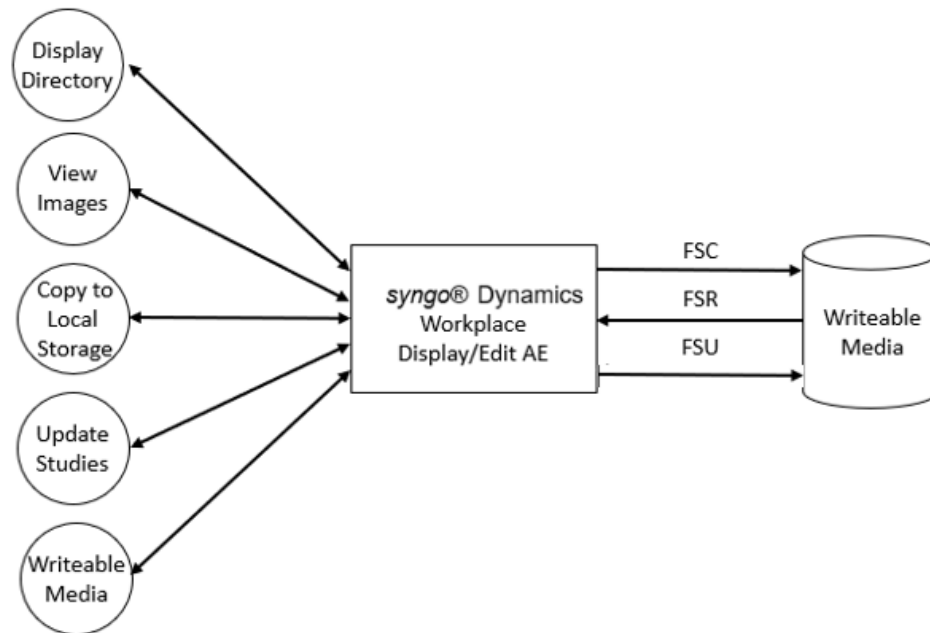 Display
Directory
View
Images
Copy to
Local
Storage
Update
Studies
Writeable
Media
syngo® Dynamics
Workplace
Display/Edit AE
FSC
FSR
FSU
Writeable
Media